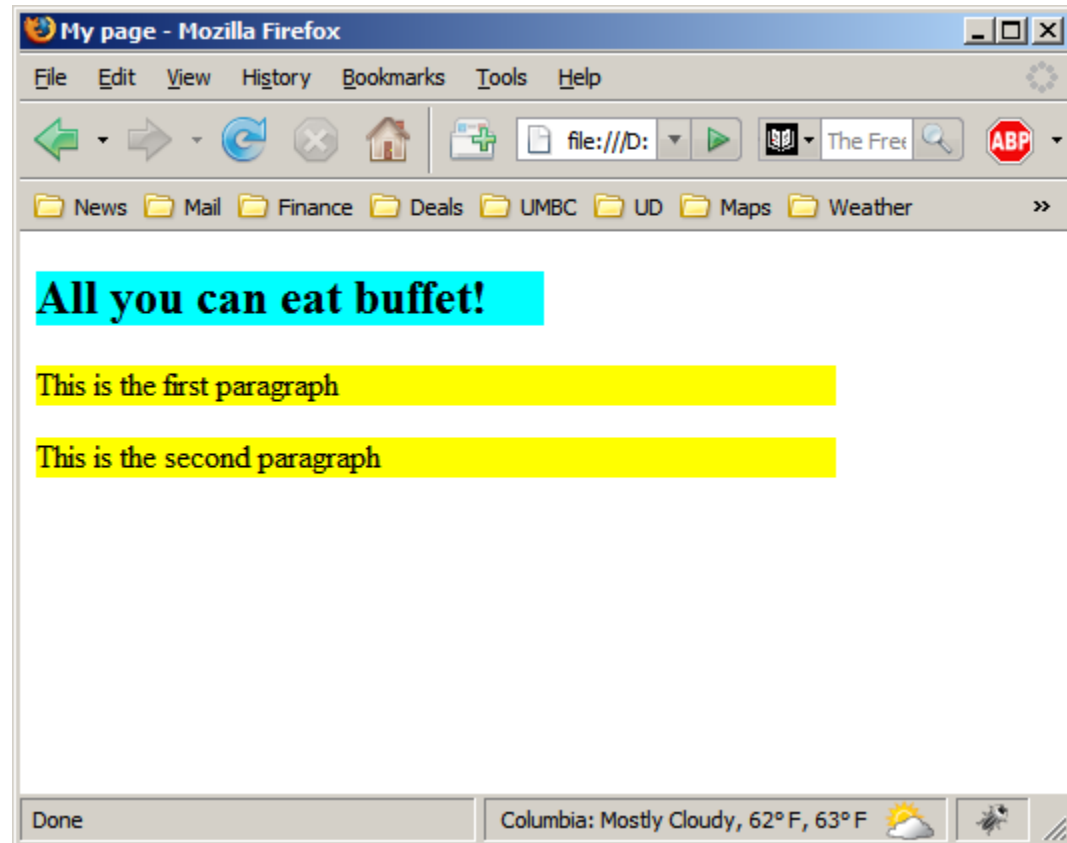 My page - Mozilla Firefox
File Edit View History Bookmarks Tools Help
file:///D: The Free ABP
News Mail Finance Deals UMBC UD Maps Weather »
All you can eat buffet!
This is the first paragraph
This is the second paragraph
Done Columbia: Mostly Cloudy, 62° F, 63° F